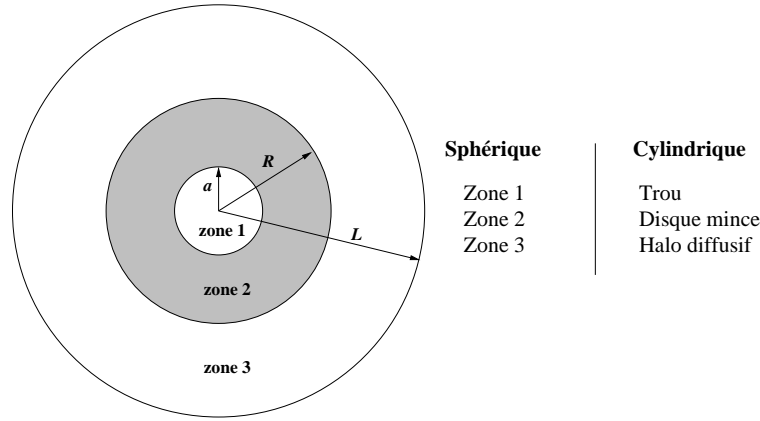 R
a
zone 1
L
zone 2
zone 3
Sphérique Cylindrique
Zone 1 Trou
Zone 2 Disque mince
Zone 3 Halo diffusif